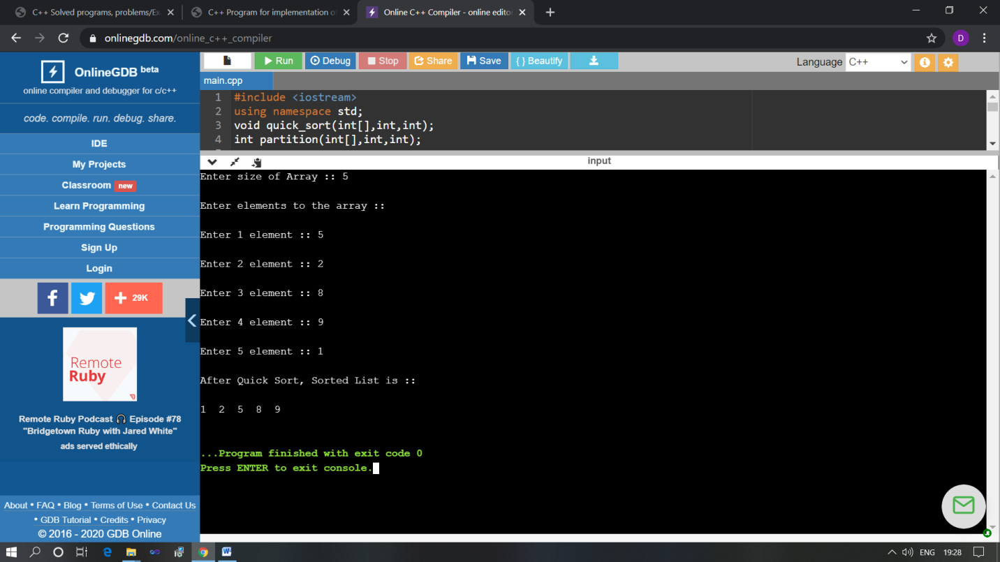 C++ Solved programs, problems/Ex
C++ Program for implementation o
Online C++ Compiler - online edito
onlinegdb.com/online_c++_compiler
D
OnlineGDB beta
online compiler and debugger for c/c++
code. compile. run. debug. share.
IDE
My Projects
Classroom new
Learn Programming
Programming Questions
Sign Up
Login
f
+ 29K
Remote
Ruby
Remote Ruby Podcast 🎧 Episode #78
"Bridgetown Ruby with Jared White"
ads served ethically
About • FAQ • Blog • Terms of Use • Contact Us
• GDB Tutorial • Credits • Privacy
© 2016 - 2020 GDB Online
Run Debug Stop Share Save { } Beautify
Language C++
main.cpp
1 #include <iostream>
2 using namespace std;
3 void quick_sort(int[],int,int);
4 int partition(int[],int,int);
input
Enter size of Array :: 5
Enter elements to the array ::
Enter 1 element :: 5
Enter 2 element :: 2
Enter 3 element :: 8
Enter 4 element :: 9
Enter 5 element :: 1
After Quick Sort, Sorted List is ::
1 2 5 8 9
...Program finished with exit code 0
Press ENTER to exit console.
ENG 19:28